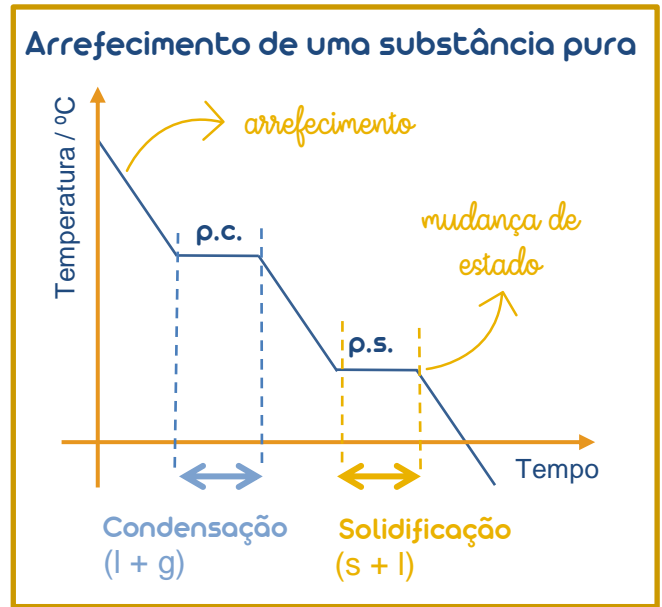 Arrefecimento de uma substância pura
Temperatura / ºC
arrefecimento
p.c.
mudança de
estado
p.s.
Tempo
Condensação
(l + g)
Solidificação
(s + l)